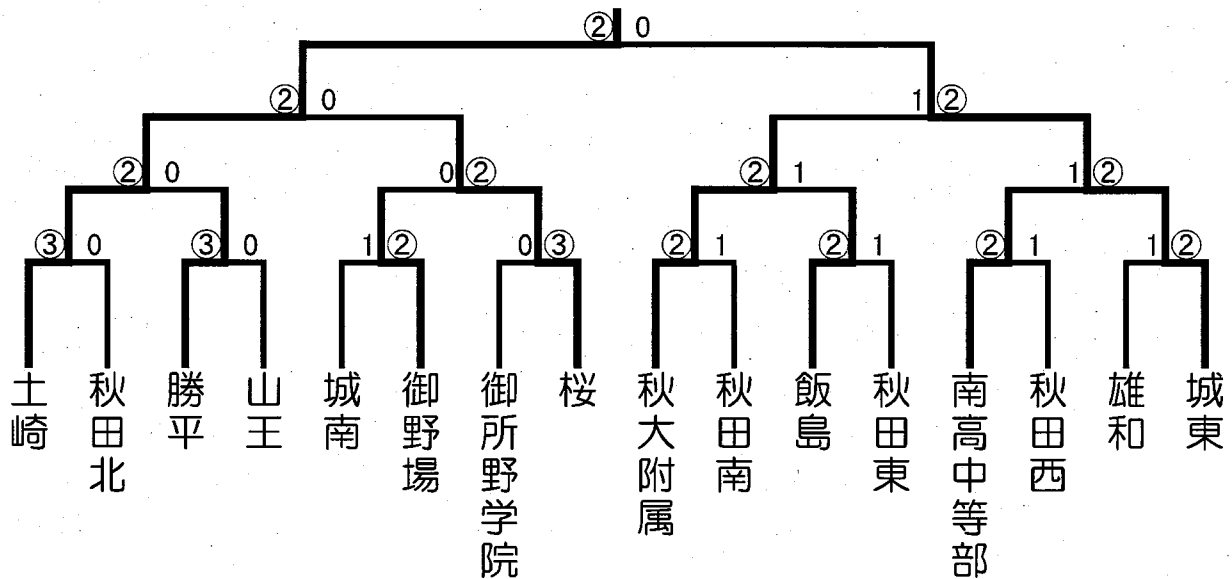 ② 0
② 0 1 ②
② 0 0 ② ② 1 1 ②
③ 0 ③ 0 1 ② 0 ③ ② 1 ② 1 ② 1 1 ②
土崎
秋田北
勝平
山王
城南
御野場
御所野学院
桜
秋大附属
秋田南
飯島
秋田東
南高中等部
秋田西
雄和
城東